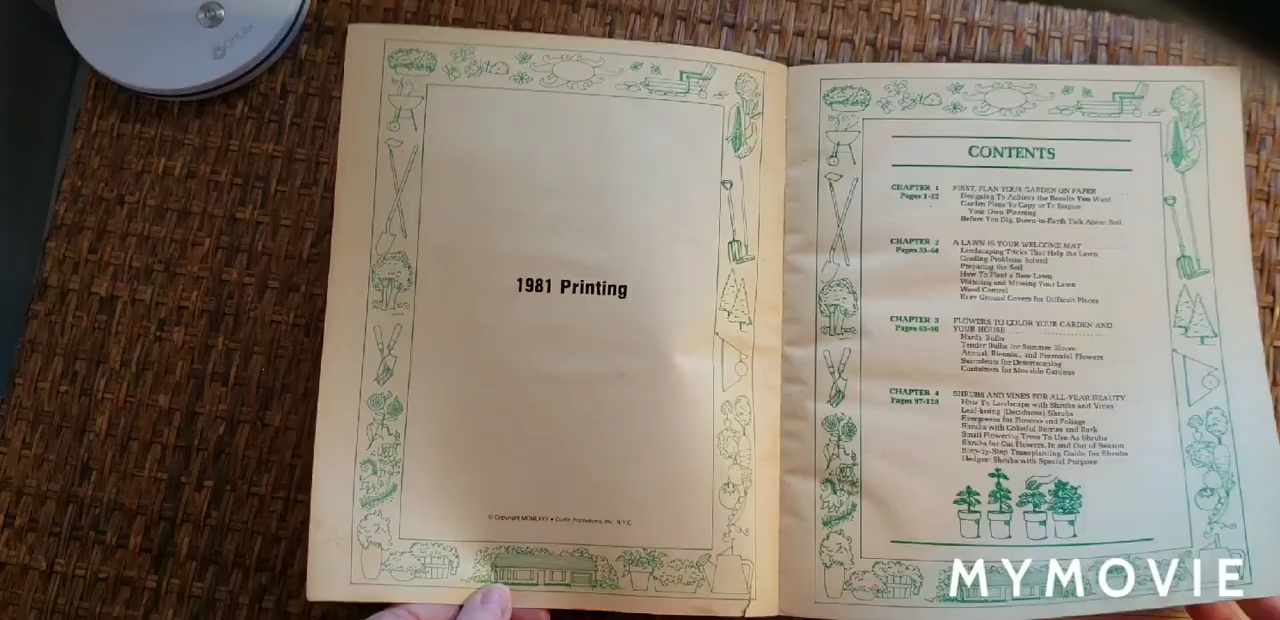 1981 Printing
CONTENTS
CHAPTER 1
Pages 1-32
FIRST, PLAN YOUR GARDEN ON PAPER
Designing To Achieve the Results You Want
Garden Plans To Copy or To Inspire
Your Own Planning
Before You Dig, Down-to-Earth Talk About Soil
CHAPTER 2
Pages 33-64
A LAWN IS YOUR WELCOME MAT
Landscaping Tricks That Help the Lawn
Grading Problems Solved
Preparing the Soil
How To Plant a New Lawn
Watering and Mowing Your Lawn
Weed Control
Easy Ground Covers for Difficult Places
CHAPTER 3
Pages 65-96
FLOWERS TO COLOR YOUR GARDEN AND
YOUR HOUSE
Hardy Bulbs
Tender Bulbs for Summer Bloom
Annual, Biennial, and Perennial Flowers
Succulents for Desertscaping
Containers for Movable Gardens
CHAPTER 4
Pages 97-128
SHRUBS AND VINES FOR ALL-YEAR BEAUTY
How To Landscape with Shrubs and Vines
Leaf-losing (Deciduous) Shrubs
Evergreens for Flowers and Foliage
Shrubs with Colorful Berries and Bark
Small Flowering Trees To Use As Shrubs
Shrubs for Cut Flowers, In and Out of Season
Step-by-Step Transplanting Guide for Shrubs
Hedges: Shrubs with Special Purpose
MYMOVIE